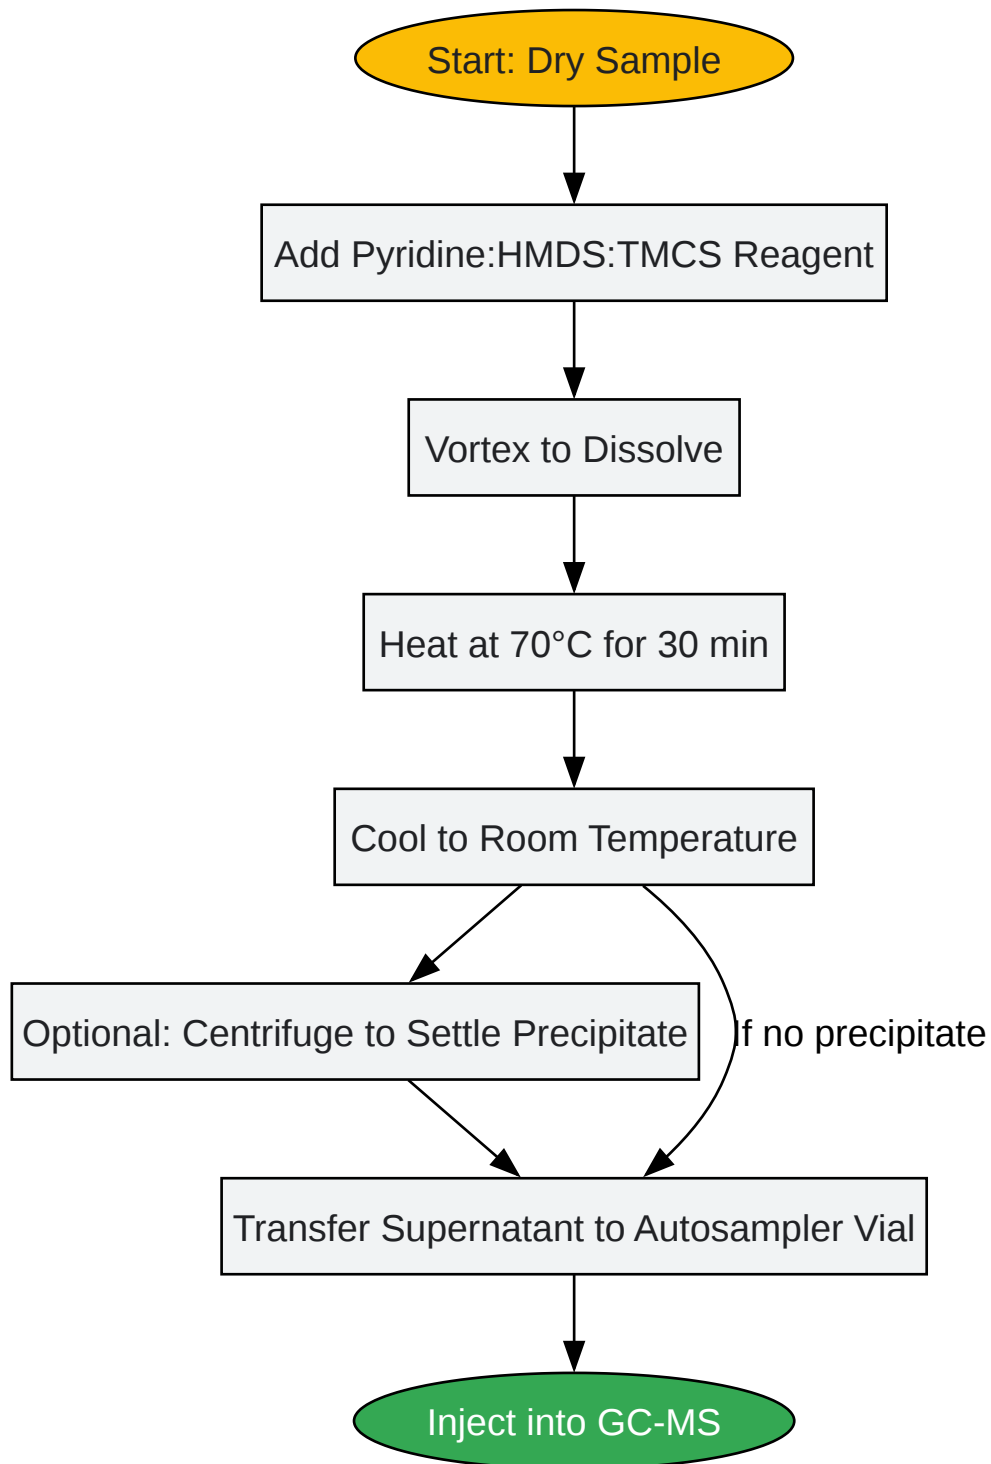 Start: Dry Sample
Add Pyridine:HMDS:TMCS Reagent
Vortex to Dissolve
Heat at 70°C for 30 min
Cool to Room Temperature
Optional: Centrifuge to Settle Precipitate
If no precipitate
Transfer Supernatant to Autosampler Vial
Inject into GC-MS